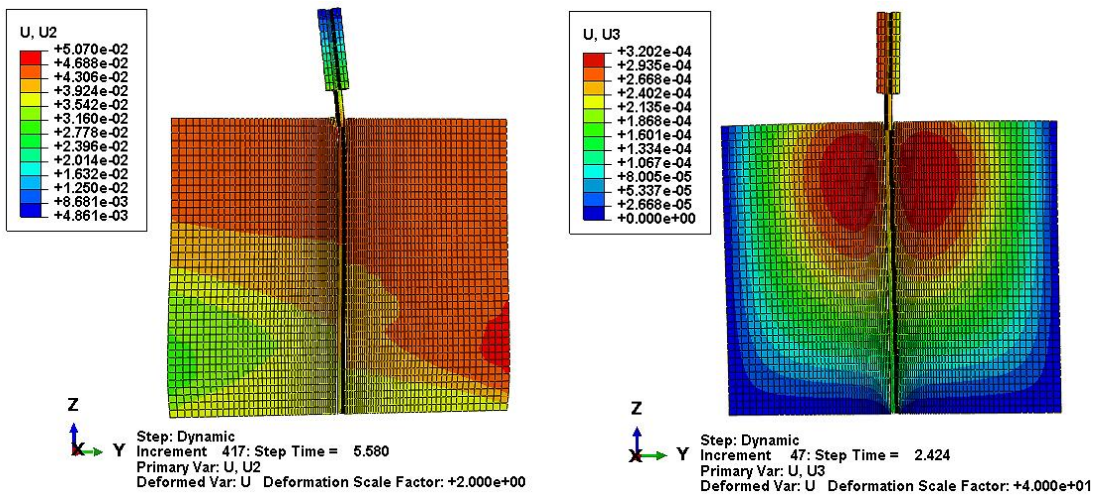 U, U2
+5.070e-02
+4.688e-02
+4.306e-02
+3.924e-02
+3.542e-02
+3.160e-02
+2.778e-02
+2.396e-02
+2.014e-02
+1.632e-02
+1.250e-02
+8.681e-03
+4.861e-03
Z
X
Y
Step: Dynamic
Increment 417: Step Time = 5.580
Primary Var: U, U2
Deformed Var: U Deformation Scale Factor: +2.000e+00
U, U3
+3.202e-04
+2.935e-04
+2.668e-04
+2.402e-04
+2.135e-04
+1.868e-04
+1.601e-04
+1.334e-04
+1.067e-04
+8.005e-05
+5.337e-05
+2.668e-05
+0.000e+00
Z
X
Y
Step: Dynamic
Increment 47: Step Time = 2.424
Primary Var: U, U3
Deformed Var: U Deformation Scale Factor: +4.000e+01